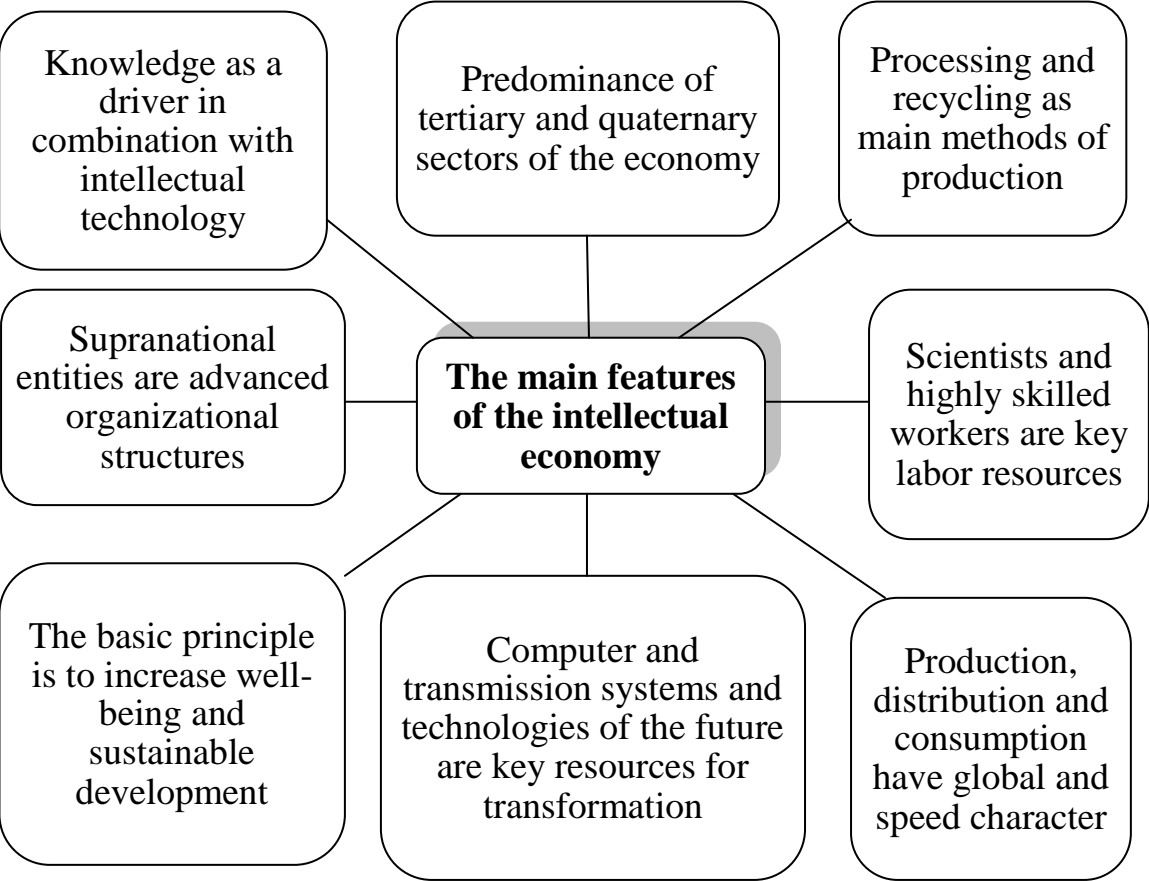 Knowledge as a
driver in
combination with
intellectual
technology
Predominance of
tertiary and quaternary
sectors of the economy
Processing and
recycling as
main methods of
production
Supranational
entities are advanced
organizational
structures
The main features
of the intellectual
economy
Scientists and
highly skilled
workers are key
labor resources
The basic principle
is to increase well-
being and
sustainable
development
Computer and
transmission systems and
technologies of the future
are key resources for
transformation
Production,
distribution and
consumption
have global and
speed character